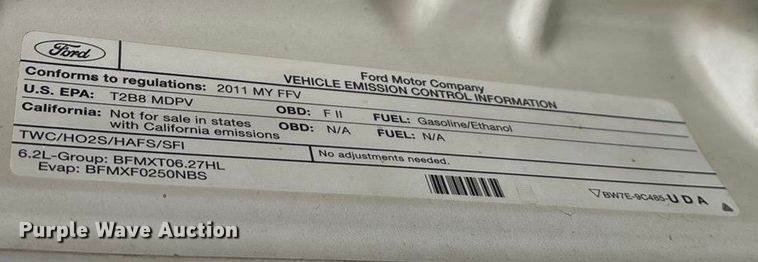 Ford
Ford Motor Company
VEHICLE EMISSION CONTROL INFORMATION
Conforms to regulations: 2011 MY FFV
U.S. EPA: T2B8 MDPV OBD: F II FUEL: Gasoline/Ethanol
California: Not for sale in states
with California emissions OBD: N/A FUEL: N/A
TWC/HO2S/HAFS/SFI
No adjustments needed.
6.2L-Group: BFMXT06.27HL
Evap: BFMXF0250NBS
BW7E-9C485-UDA
Purple Wave Auction